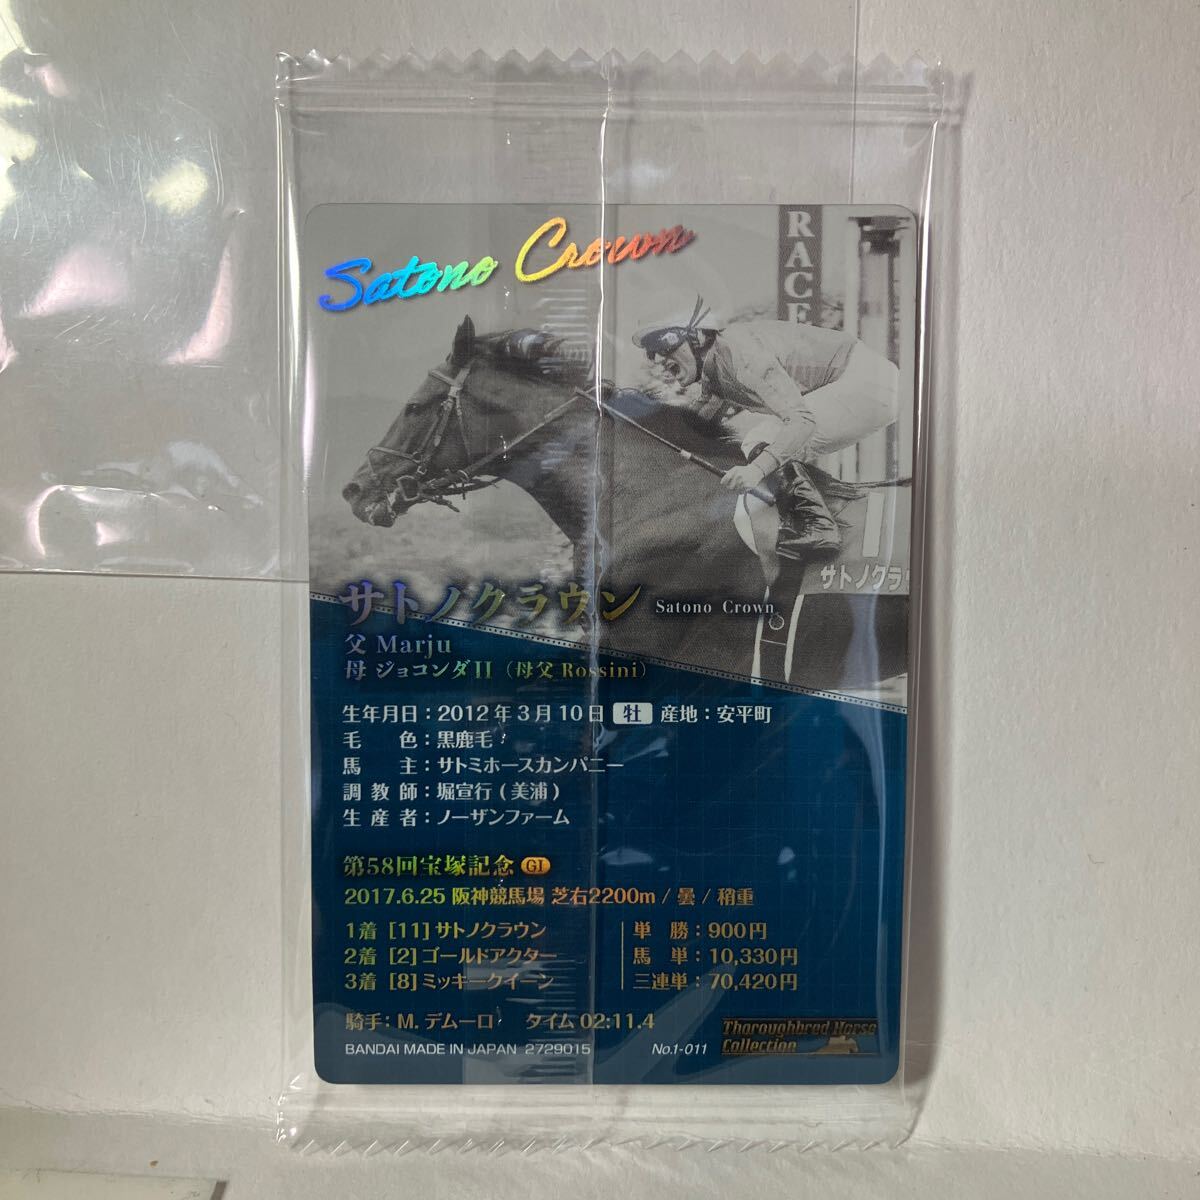 Satono Crown
RACE
サトノクラウ
サトノクラウン Satono Crown
父 Marju
母 ジョコンダII（母父 Rossini）
生年月日：2012年3月10日 牡 産地：安平町
毛　　色：黒鹿毛
馬　　主：サトミホースカンパニー
調 教 師：堀宣行 (美浦)
生 産 者：ノーザンファーム
第58回宝塚記念 GI
2017.6.25 阪神競馬場 芝右2200m / 曇 / 稍重
1着 [11] サトノクラウン 単　勝：900円
2着 [2] ゴールドアクター 馬　単：10,330円
3着 [8] ミッキークイーン 三連単：70,420円
騎手：M. デムーロ　タイム 02:11.4
BANDAI MADE IN JAPAN 2729015 No.1-011
Thoroughbred Horse
Collection